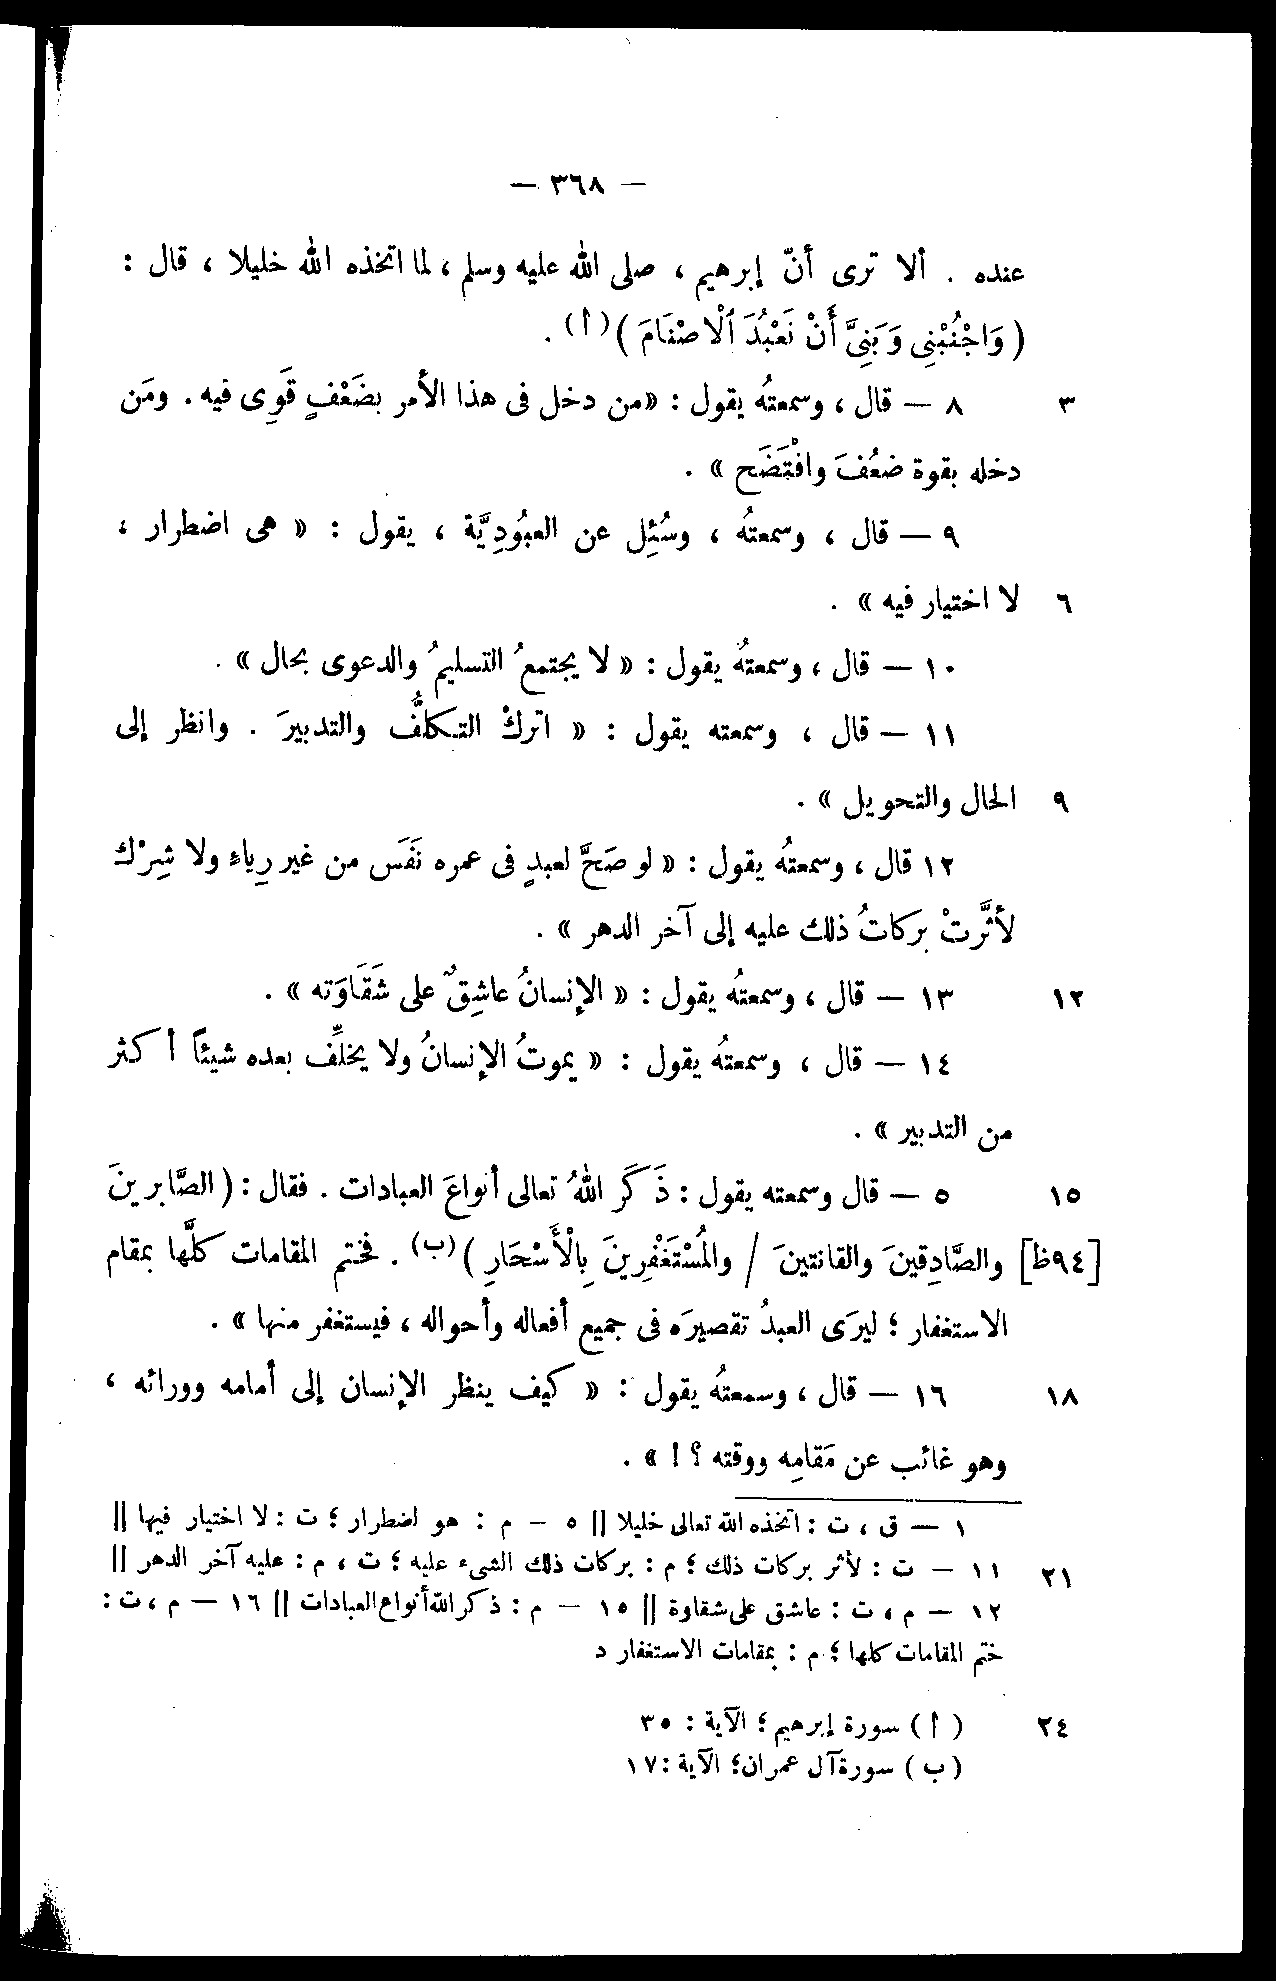 — ٣٦٨ —
عنده . ألا ترى أنّ إبرهيم ، صلى الله عليه وسلم ، لما اتخذه الله خليلا ، قال :
( وَاجْنُبْنِى وَبَنِىَّ أَنْ نَعْبُدَ ٱلْاصْنَامَ )(أ) .
٣ ٨ — قال ، وسمعتُه يقول : «من دخل فى هذا الأمر بضَعْفٍ قَوِى فيه . ومَن
دخله بقوة ضعُفَ وافْتَضَح » .
٩ — قال ، وسمعتُه ، وسُئِل عن العبُودِيَّة ، يقول : « هى اضطرار ،
٦ لا اختيار فيه » .
١٠ — قال ، وسمعتُه يقول : « لا يجتمعُ التسليمُ والدعوى بحال » .
١١ — قال ، وسمعته يقول : « اتركْ التكلُّف والتدبيرَ . وانظر إلى
٩ الحال والتحويل » .
١٢ قال ، وسمعتُه يقول : « لو صَحَّ لعبدٍ فى عمره نَفَس من غير رِياءٍ ولا شِرْك
لأثَّرتْ بركاتُ ذلك عليه إلى آخر الدهر » .
١٢ ١٣ — قال ، وسمعتُه يقول : « الإنسانُ عاشِقٌ على شَقَاوَته » .
١٤ — قال ، وسمعتُه يقول : « يموتُ الإنسانُ ولا يخلِّف بعده شيئاً أكثر
من التدبير » .
١٥ ٥ — قال وسمعته يقول : ذَكَر اللهُ تعالى أنواعَ العبادات . فقال : ( الصَّابرينَ
[٩٤ظ] والصَّادِقينَ والقانتينَ / والمُسْتَغْفِرِينَ بِالْأَسْحَارِ )(ب) . فختم المقامات كلَّها بمقام
الاستغفار ؛ ليرَى العبدُ تقصيرَه فى جميع أفعاله وأحواله ، فيستغفر منها » .
١٨ ١٦ — قال ، وسمعتُه يقول : « كيف ينظر الإنسان إلى أمامه وورائه ،
وهو غائب عن مَقامِه ووقته ؟ ! » .
١ — ق ، ت : اتخذه الله تعالى خليلا || ٥ – م : هو اضطرار ؛ ت : لا اختيار فيها ||
٢١ ١١ — ت : لأثر بركات ذلك ؛ م : بركات ذلك الشىء عليه ؛ ت ، م : عليه آخر الدهر ||
١٢ — م ، ت : عاشق على شقاوة || ١٥ – م : ذكر الله أنواع العبادات || ١٦ — م ، ت :
ختم المقامات كلها ؛ م : بمقامات الاستغفار د
٢٤ ( أ ) سورة إبرهيم ؛ الآية : ٣٥
( ب ) سورة آل عمران ؛ الآية : ١٧